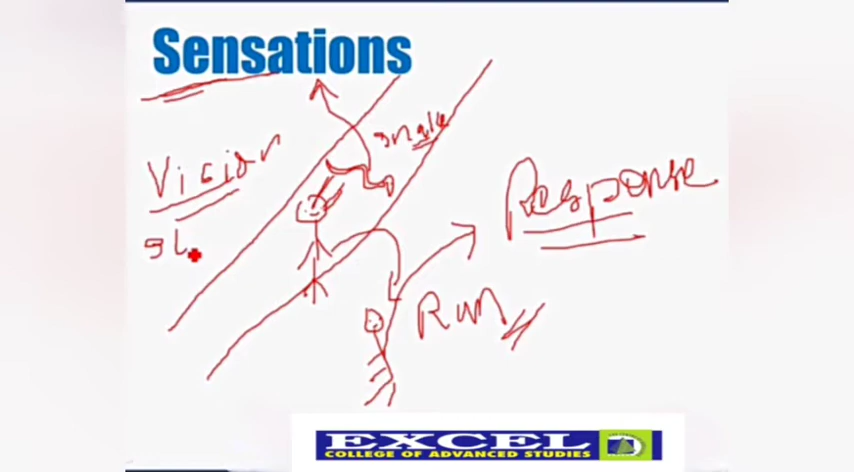 Sensations
snake
Vision
Response
Run
EXCEL
COLLEGE OF ADVANCED STUDIES